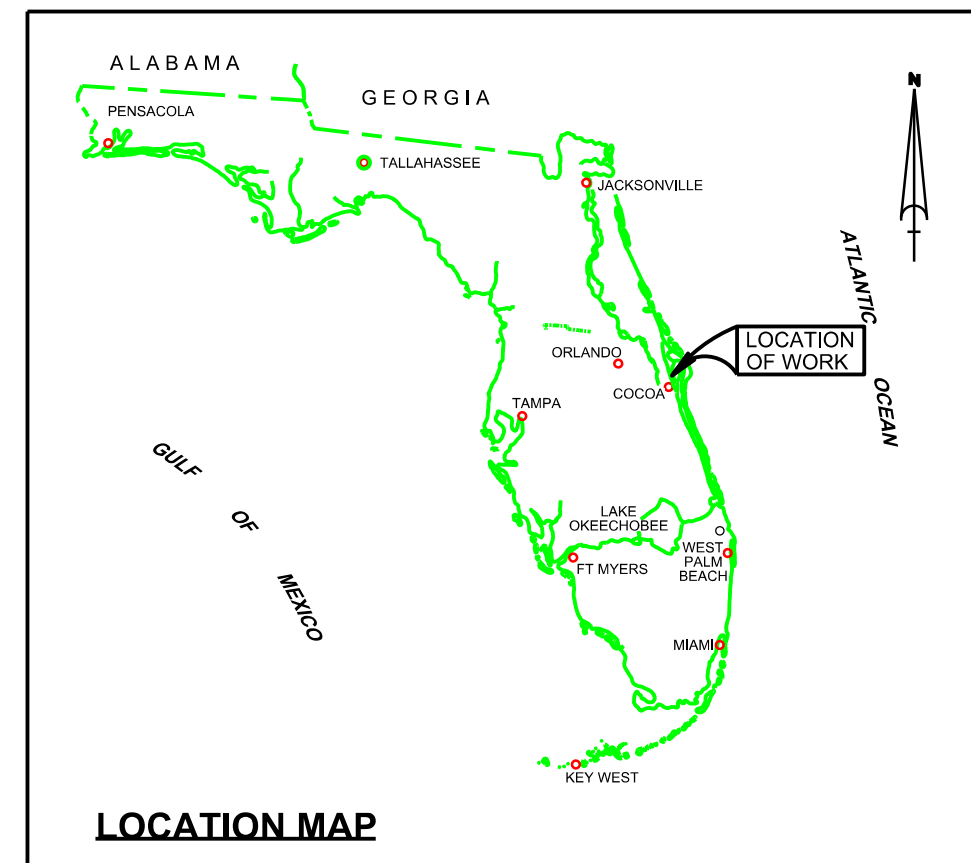 ALABAMA
GEORGIA
N
PENSACOLA
TALLAHASSEE
JACKSONVILLE
ATLANTIC
OCEAN
LOCATION
OF WORK
ORLANDO
COCOA
TAMPA
GULF
OF
MEXICO
LAKE
OKEECHOBEE
WEST
PALM
BEACH
FT MYERS
MIAMI
KEY WEST
LOCATION MAP